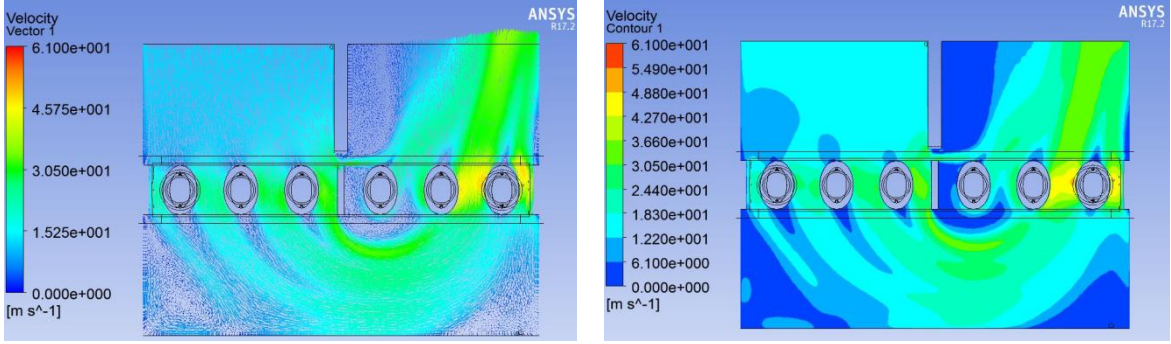 Velocity
Vector 1
6.100e+001
4.575e+001
3.050e+001
1.525e+001
0.000e+000
[m s^-1]
ANSYS
R17.2
Velocity
Contour 1
6.100e+001
5.490e+001
4.880e+001
4.270e+001
3.660e+001
3.050e+001
2.440e+001
1.830e+001
1.220e+001
6.100e+000
0.000e+000
[m s^-1]
ANSYS
R17.2